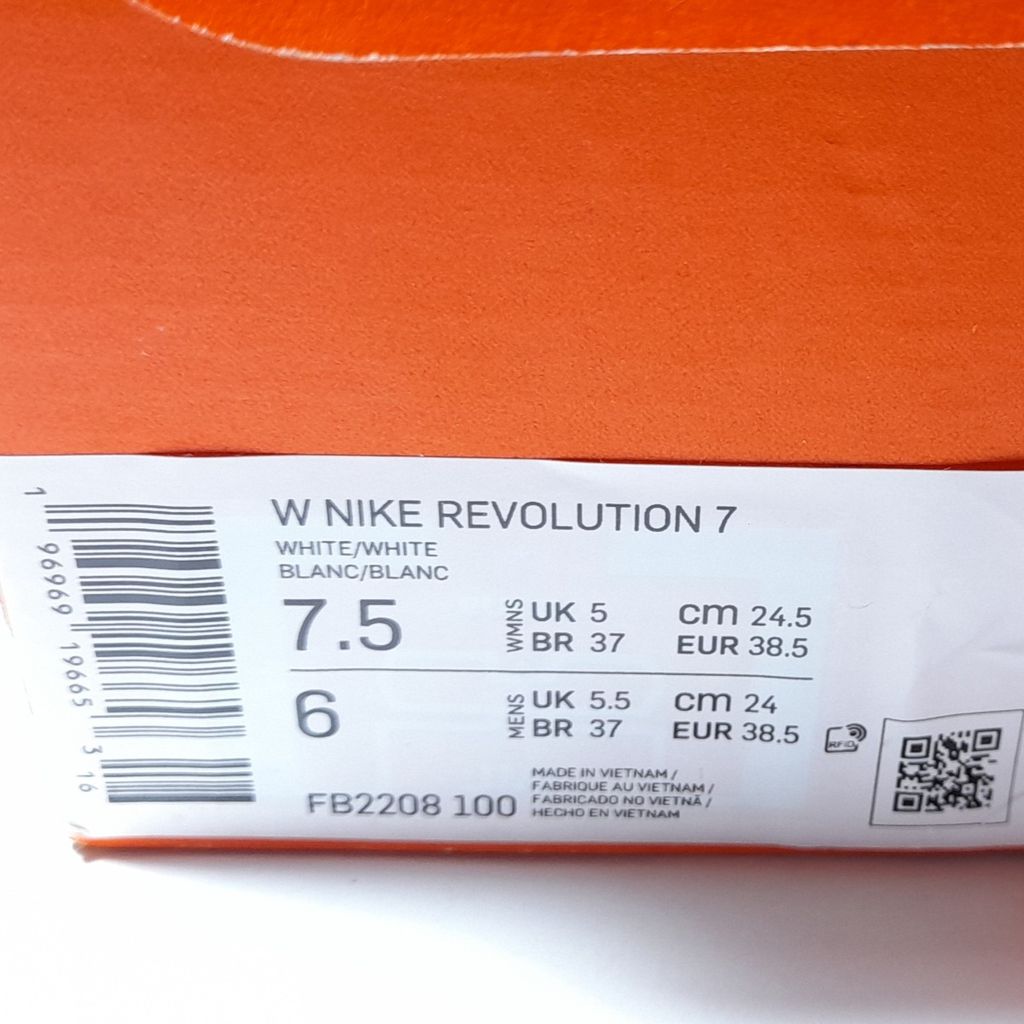 W NIKE REVOLUTION 7
WHITE/WHITE
BLANC/BLANC
7.5 WMNS UK 5 cm 24.5
BR 37 EUR 38.5
6 MENS UK 5.5 cm 24
BR 37 EUR 38.5
RFID
FB2208 100
MADE IN VIETNAM /
FABRIQUE AU VIETNAM /
FABRICADO NO VIETNÃ /
HECHO EN VIETNAM
1 96969 19665 3 16